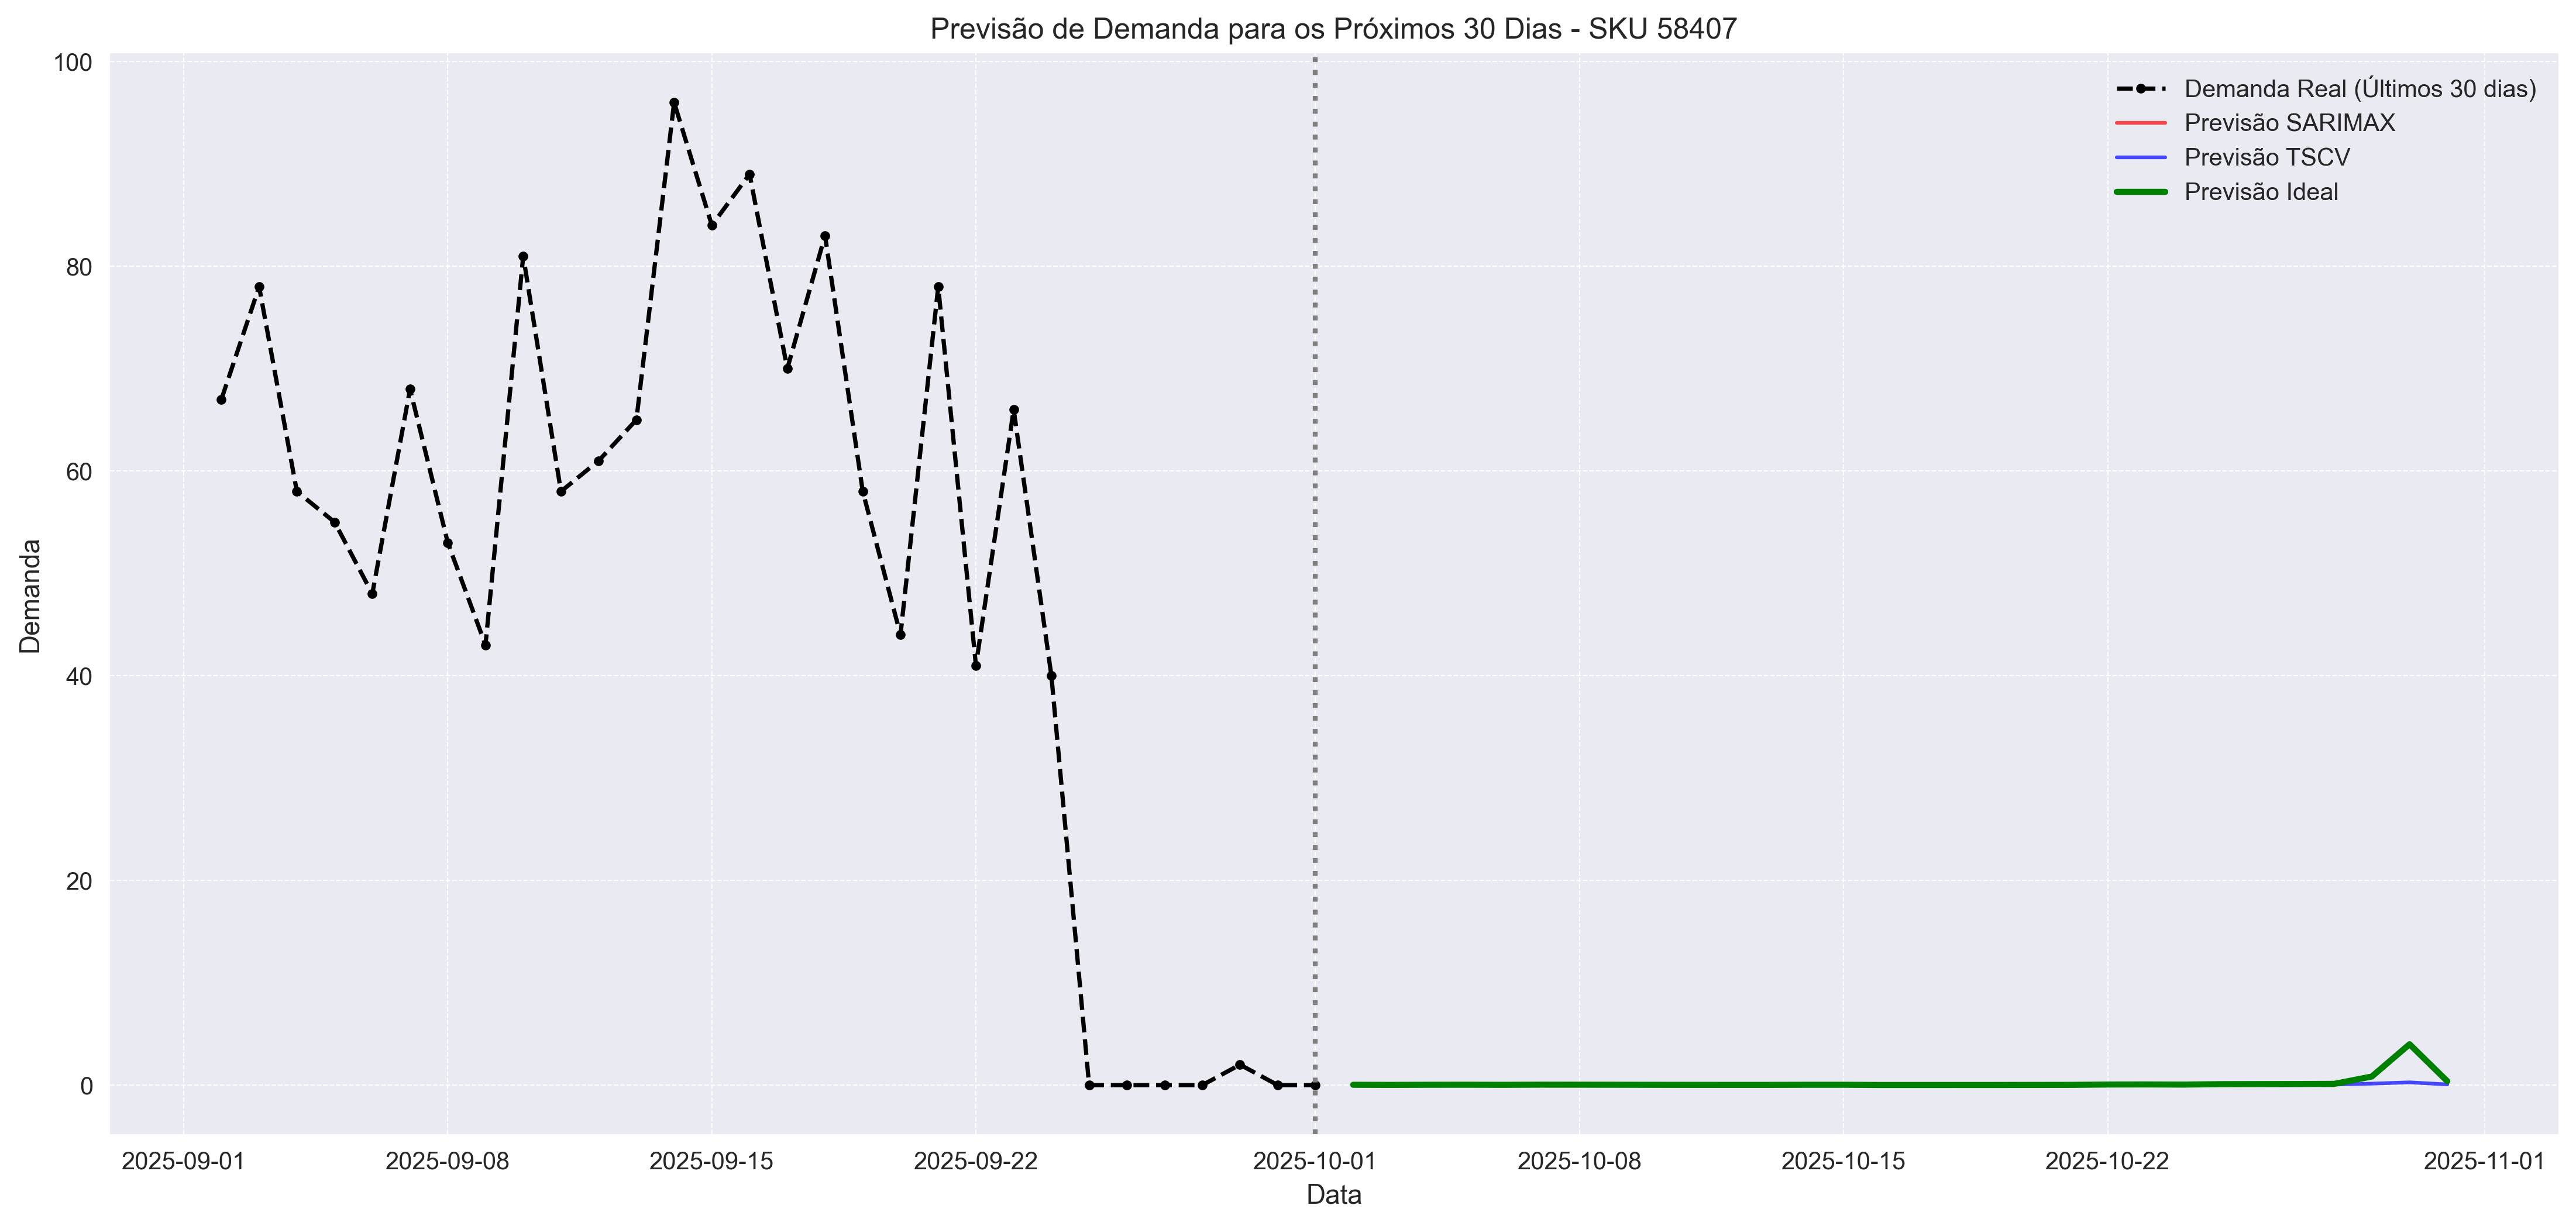 Previsão de Demanda para os Próximos 30 Dias - SKU 58407
Demanda Real (Últimos 30 dias)
Previsão SARIMAX
Previsão TSCV
Previsão Ideal
Demanda
100
80
60
40
20
0
2025-09-01
2025-09-08
2025-09-15
2025-09-22
2025-10-01
2025-10-08
2025-10-15
2025-10-22
2025-11-01
Data